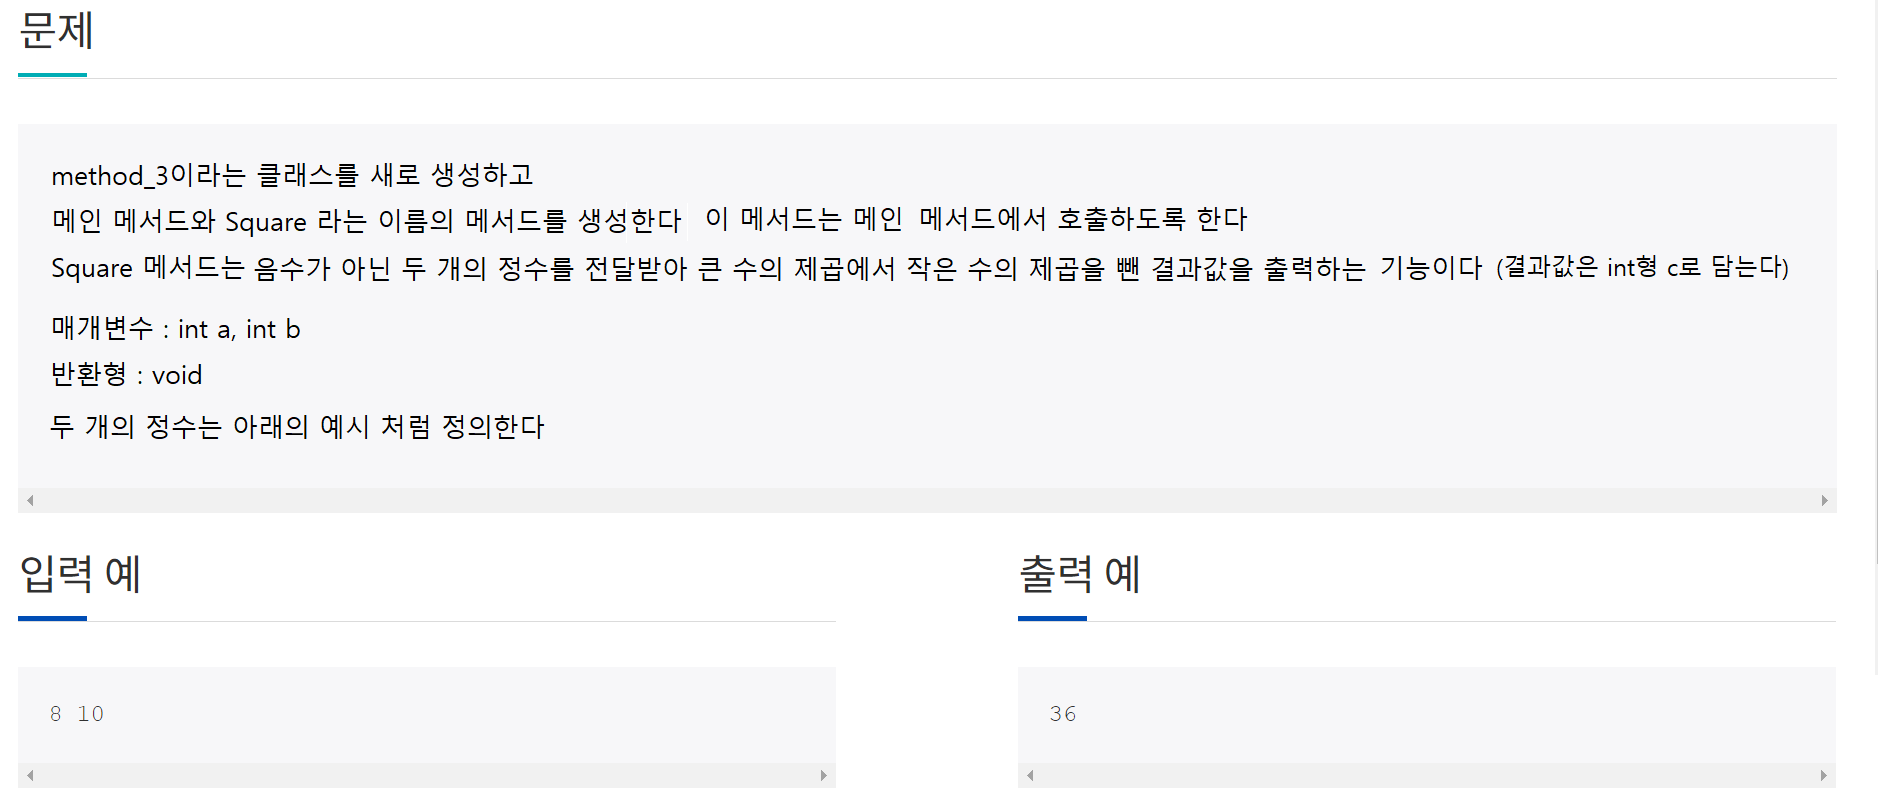 문제
method_3이라는 클래스를 새로 생성하고
메인 메서드와 Square 라는 이름의 메서드를 생성한다 이 메서드는 메인 메서드에서 호출하도록 한다
Square 메서드는 음수가 아닌 두 개의 정수를 전달받아 큰 수의 제곱에서 작은 수의 제곱을 뺀 결과값을 출력하는 기능이다 (결과값은 int형 c로 담는다)
매개변수 : int a, int b
반환형 : void
두 개의 정수는 아래의 예시 처럼 정의한다
입력 예
8 10
출력 예
36